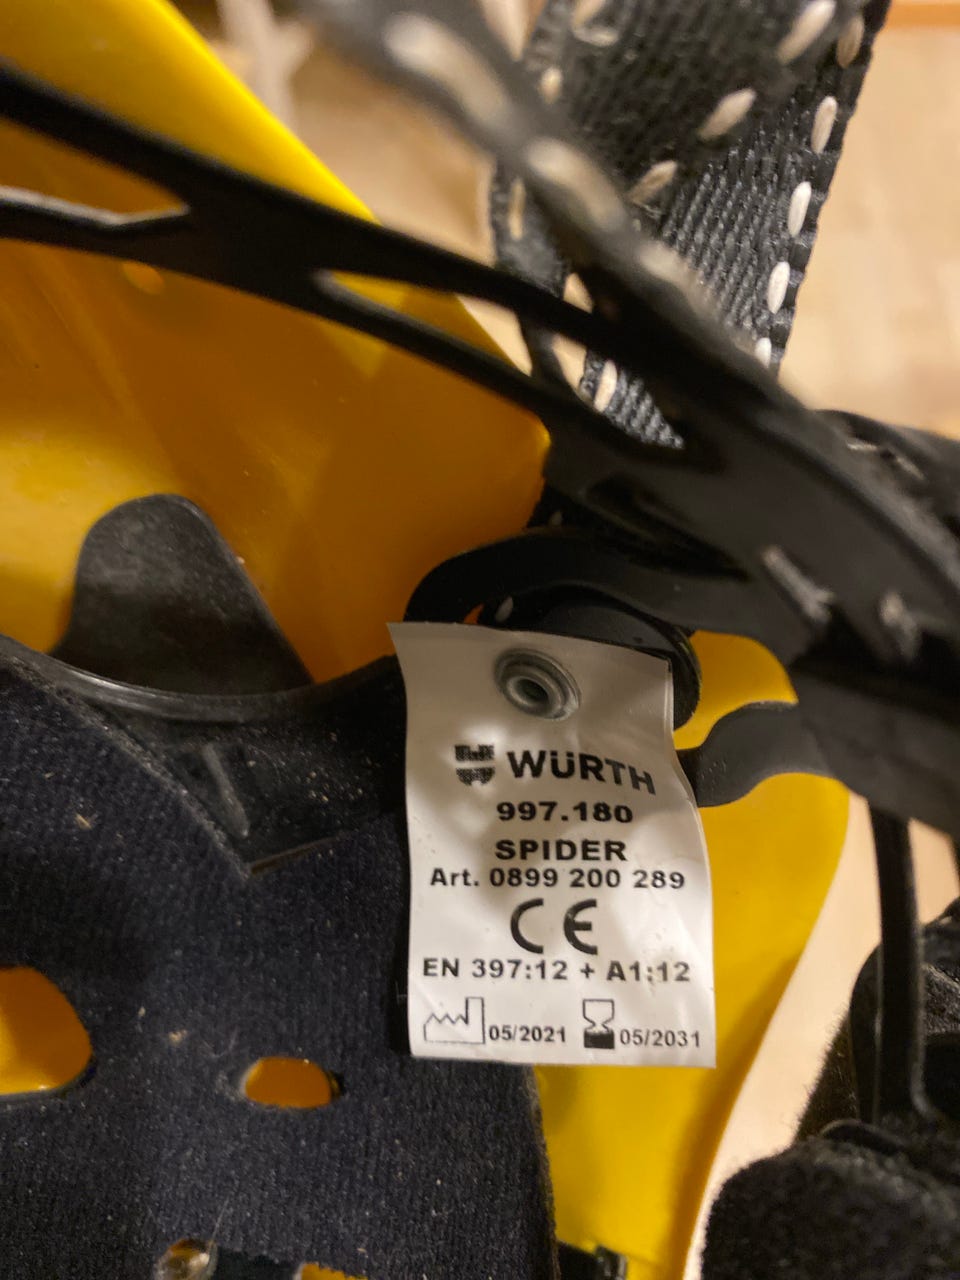 WÜRTH
997.180
SPIDER
Art. 0899 200 289
CE
EN 397:12 + A1:12
05/2021 05/2031